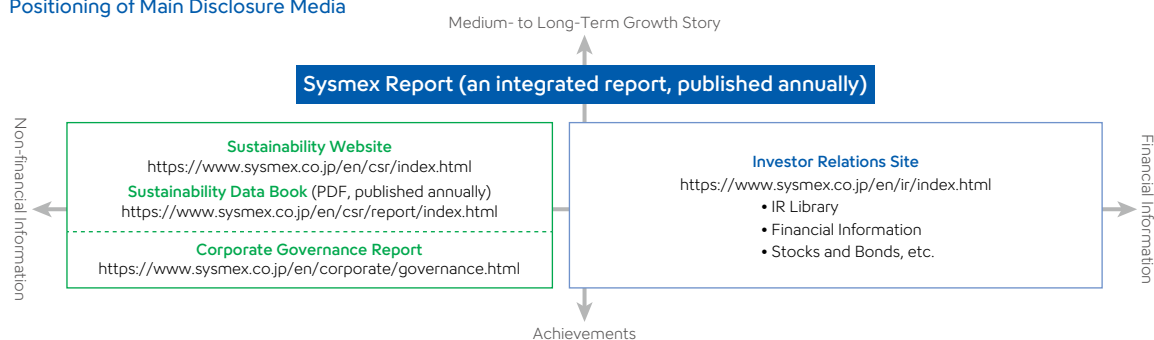 Positioning of Main Disclosure Media
Medium- to Long-Term Growth Story
Sysmex Report (an integrated report, published annually)
Non-financial Information
Sustainability Website
https://www.sysmex.co.jp/en/csr/index.html
Sustainability Data Book (PDF, published annually)
https://www.sysmex.co.jp/en/csr/report/index.html
Corporate Governance Report
https://www.sysmex.co.jp/en/corporate/governance.html
Investor Relations Site
https://www.sysmex.co.jp/en/ir/index.html
• IR Library
• Financial Information
• Stocks and Bonds, etc.
Financial Information
Achievements